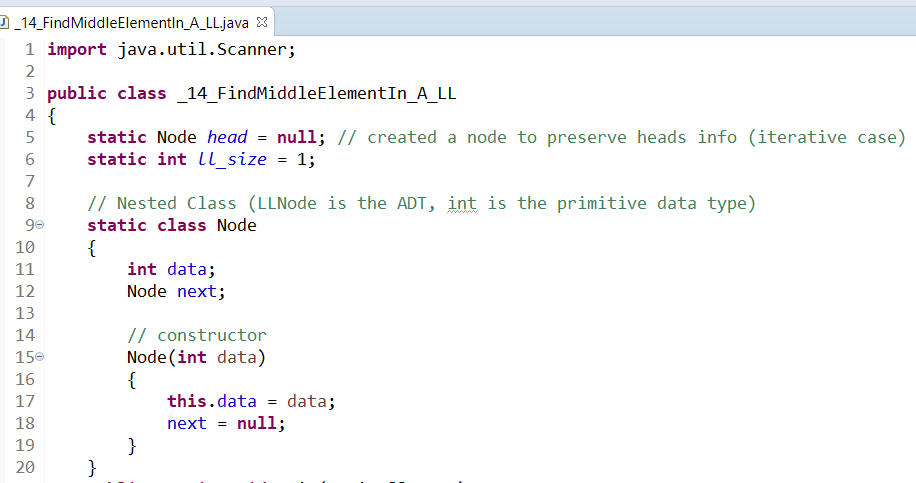 _14_FindMiddleElementIn_A_LL.java
1 import java.util.Scanner;
2
3 public class _14_FindMiddleElementIn_A_LL
4 {
5     static Node head = null; // created a node to preserve heads info (iterative case)
6     static int ll_size = 1;
7
8     // Nested Class (LLNode is the ADT, int is the primitive data type)
9     static class Node
10     {
11         int data;
12         Node next;
13
14         // constructor
15         Node(int data)
16         {
17             this.data = data;
18             next = null;
19         }
20     }